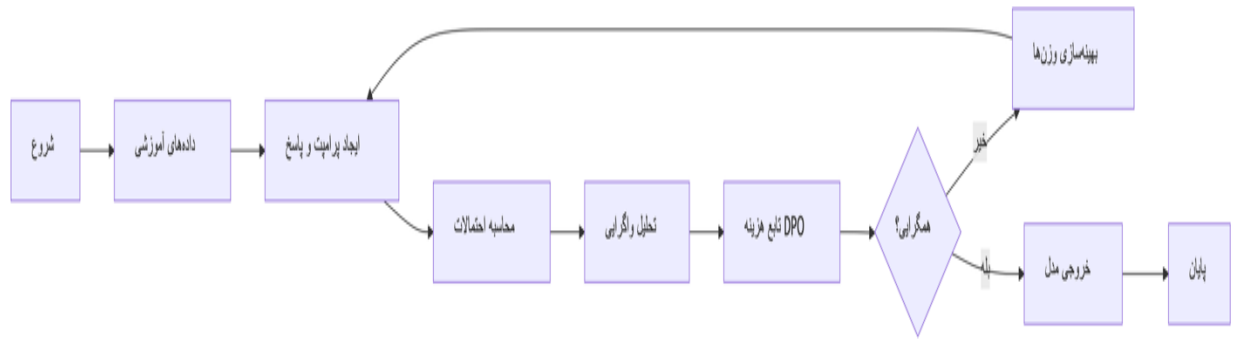 شروع
داده‌های آموزشی
ایجاد پرامپت و پاسخ
محاسبه احتمالات
تحلیل واگرایی
تابع هزینه DPO
همگرایی؟
خیر
بهینه‌سازی وزن‌ها
بله
خروجی مدل
پایان